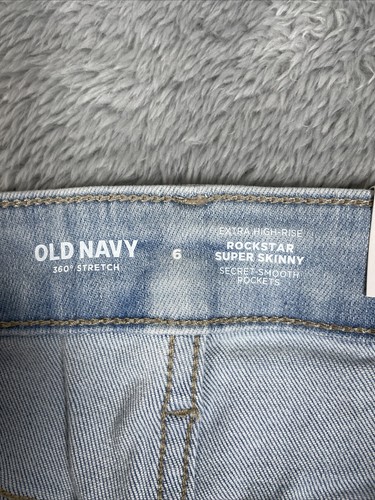 OLD NAVY
360° STRETCH
6
EXTRA HIGH-RISE
ROCKSTAR
SUPER SKINNY
SECRET-SMOOTH
POCKETS